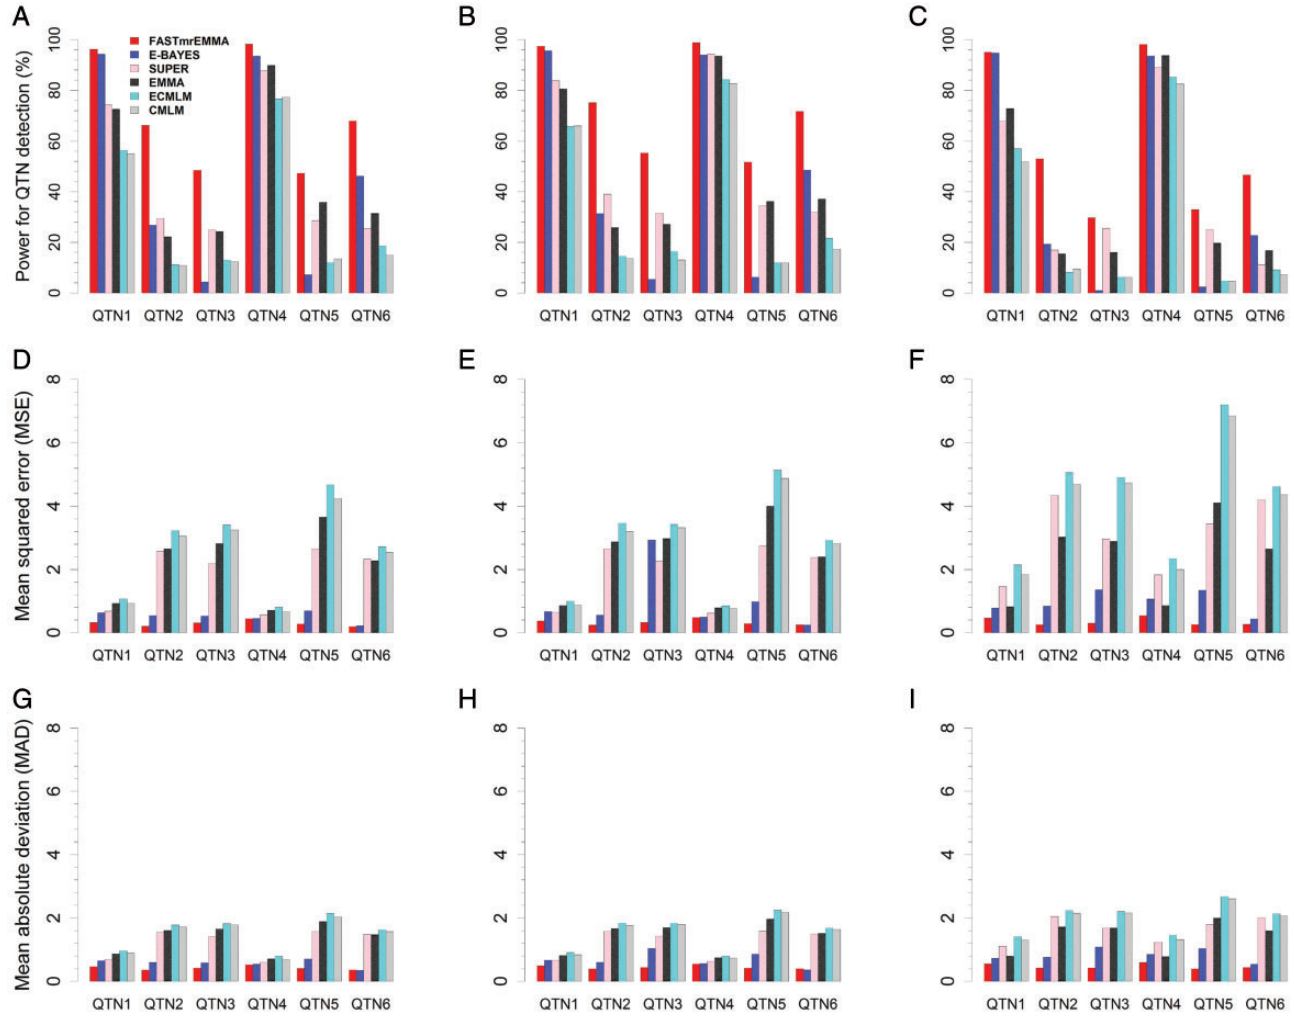 A
B
C
FASTmrEMMA
E-BAYES
SUPER
EMMA
ECMLM
CMLM
Power for QTN detection (%)
100
80
60
40
20
0
100
80
60
40
20
0
100
80
60
40
20
0
QTN1 QTN2 QTN3 QTN4 QTN5 QTN6
QTN1 QTN2 QTN3 QTN4 QTN5 QTN6
QTN1 QTN2 QTN3 QTN4 QTN5 QTN6
D
E
F
Mean squared error (MSE)
8
6
4
2
0
8
6
4
2
0
8
6
4
2
0
QTN1 QTN2 QTN3 QTN4 QTN5 QTN6
QTN1 QTN2 QTN3 QTN4 QTN5 QTN6
QTN1 QTN2 QTN3 QTN4 QTN5 QTN6
G
H
I
Mean absolute deviation (MAD)
8
6
4
2
0
8
6
4
2
0
8
6
4
2
0
QTN1 QTN2 QTN3 QTN4 QTN5 QTN6
QTN1 QTN2 QTN3 QTN4 QTN5 QTN6
QTN1 QTN2 QTN3 QTN4 QTN5 QTN6